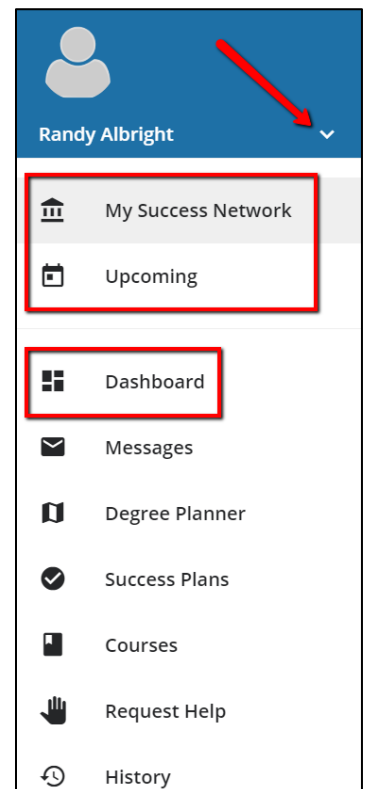 Randy Albright
My Success Network
Upcoming
Dashboard
Messages
Degree Planner
Success Plans
Courses
Request Help
History